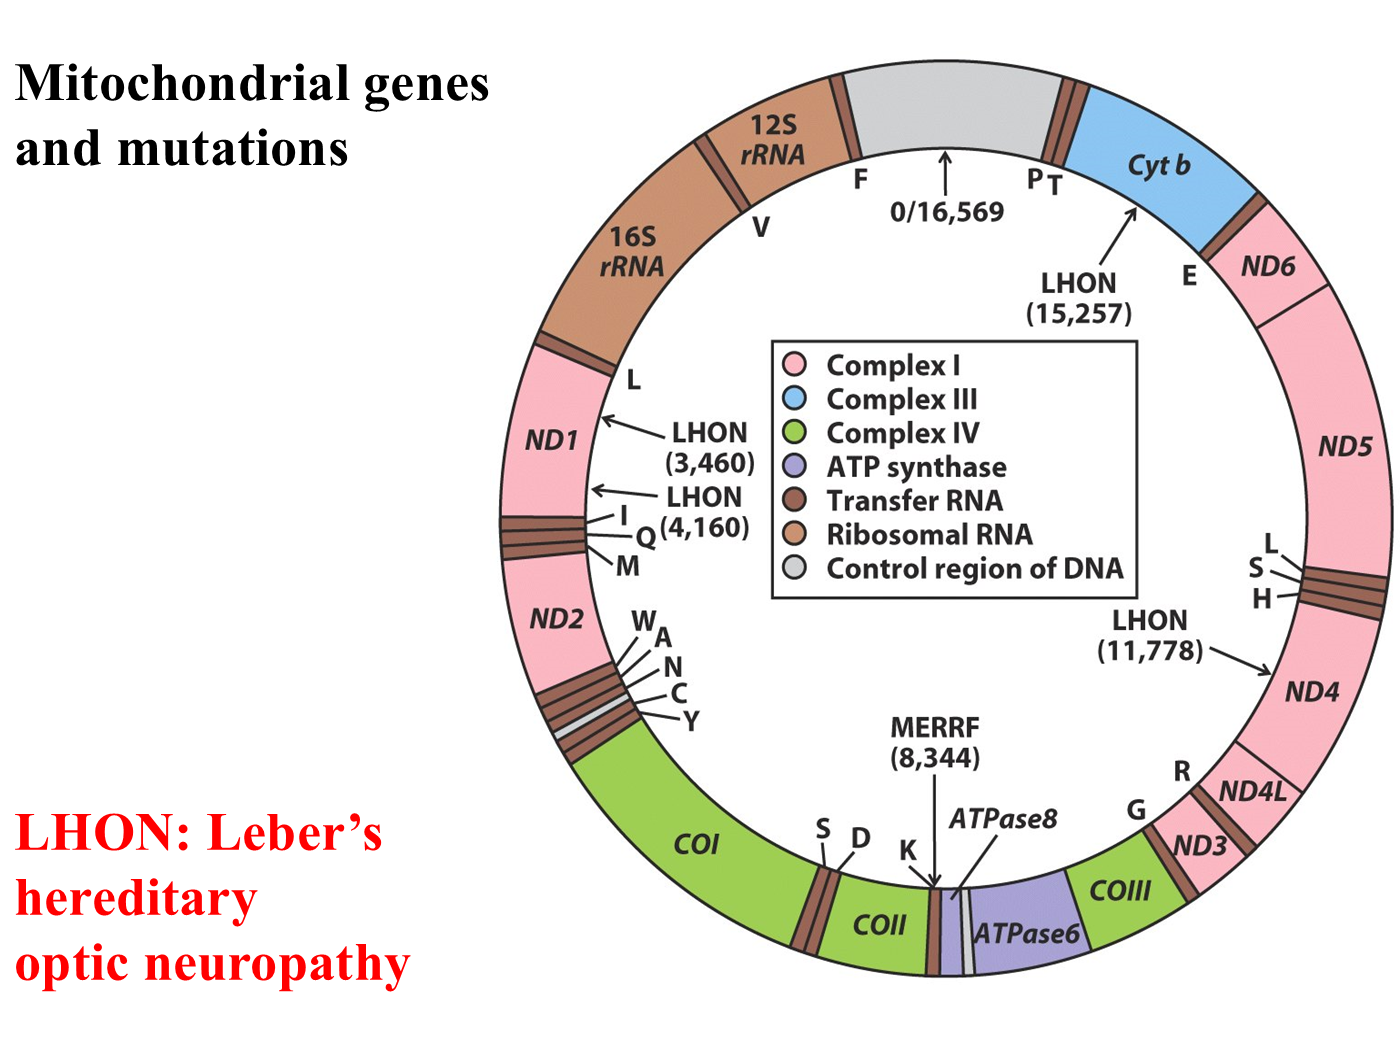 Mitochondrial genes
and mutations
12S
rRNA
16S
rRNA
F
V
0/16,569
P T
Cyt b
E
ND6
LHON
(15,257)
Complex I
Complex III
Complex IV
ATP synthase
Transfer RNA
Ribosomal RNA
Control region of DNA
L
ND1
LHON
(3,460)
LHON
(4,160)
I
Q
M
ND2
W
A
N
C
Y
ND5
L
S
H
LHON
(11,778)
ND4
MERRF
(8,344)
ATPase8
R
ND4L
G
ND3
COI
S
D
K
COII
ATPase6
COIII
LHON: Leber’s
hereditary
optic neuropathy